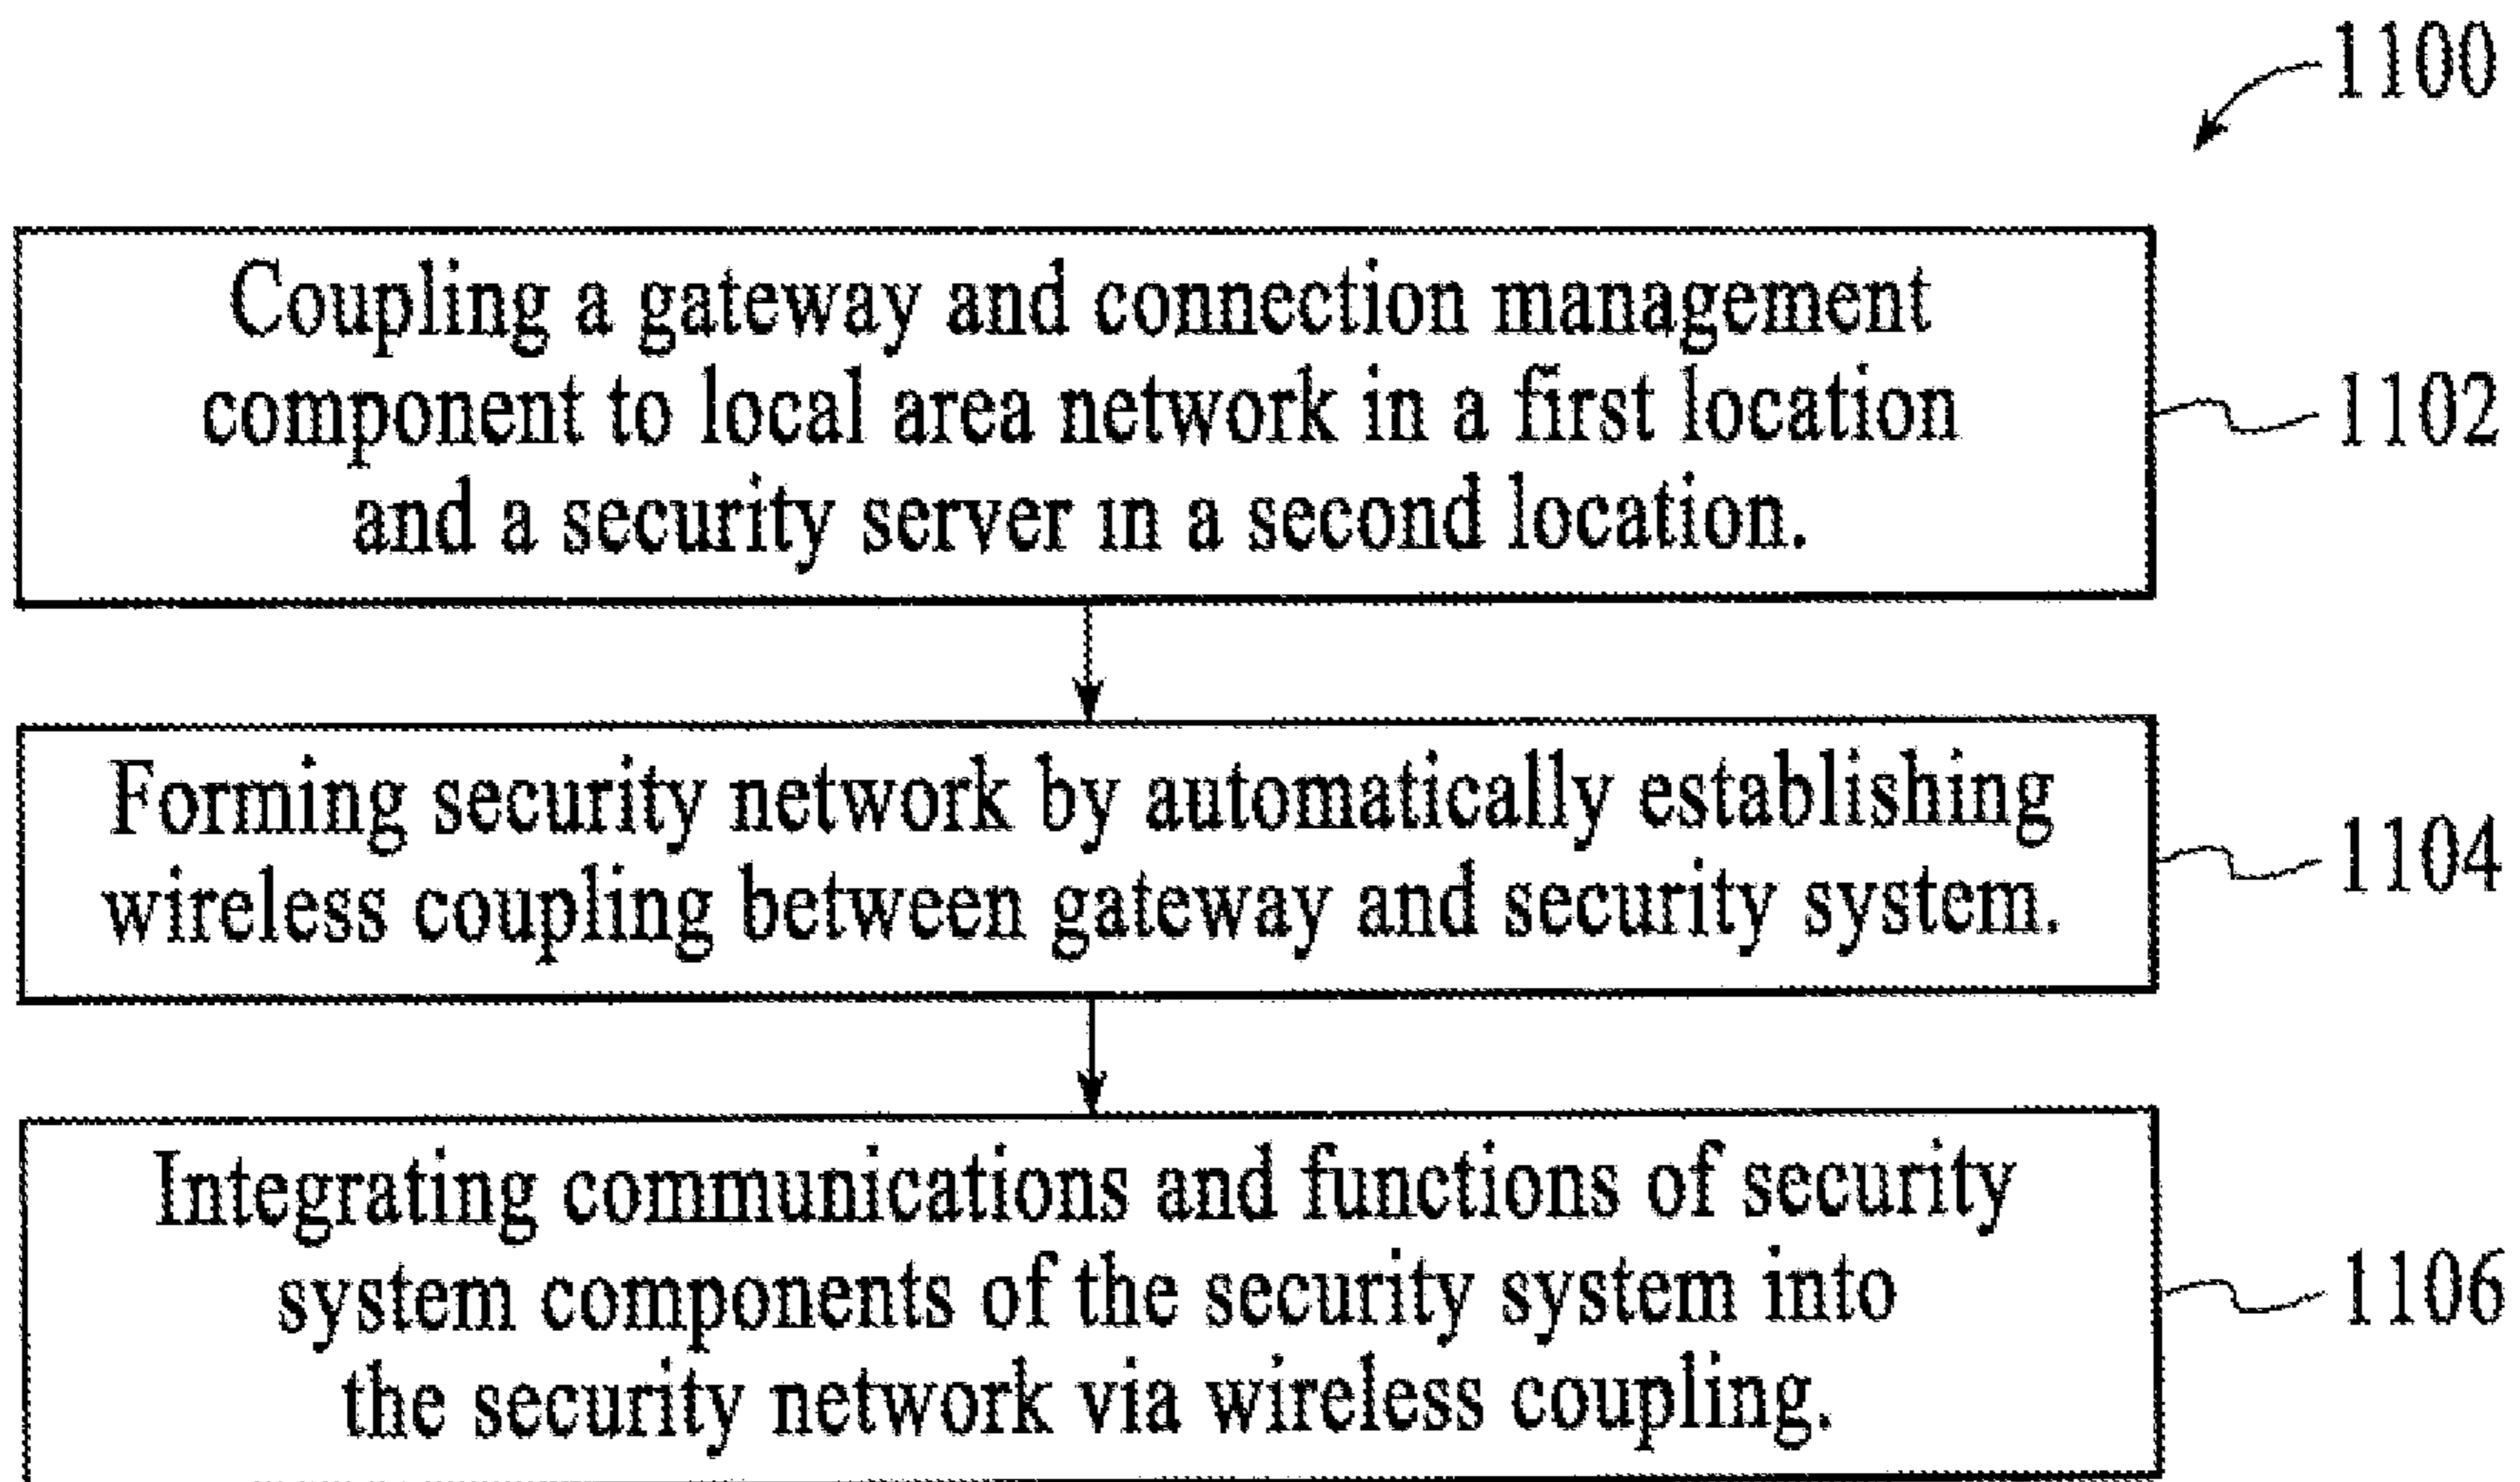 1100
Coupling a gateway and connection management
component to local area network in a first location
and a security server in a second location.
1102
Forming security network by automatically establishing
wireless coupling between gateway and security system.
1104
Integrating communications and functions of security
system components of the security system into
the security network via wireless coupling.
1106